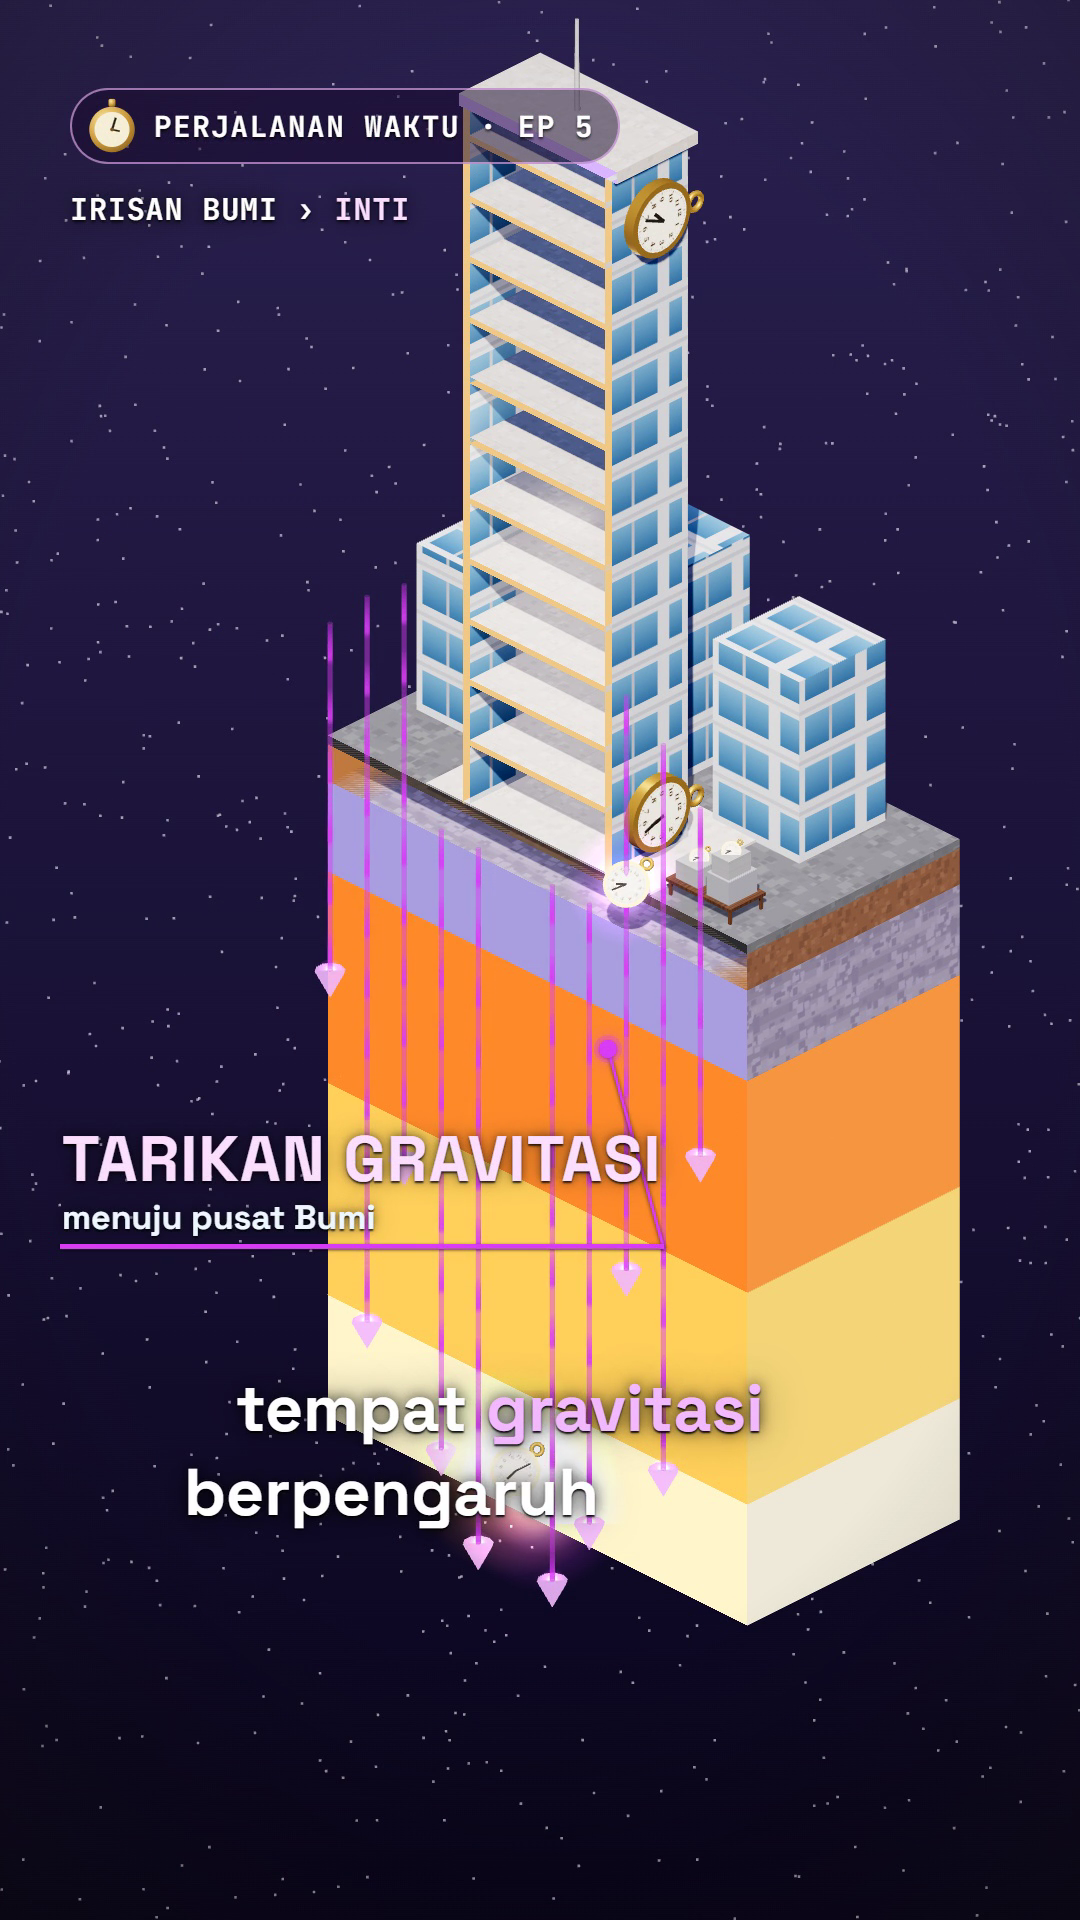 PERJALANAN WAKTU · EP 5
IRISAN BUMI › INTI
TARIKAN GRAVITASI
menuju pusat Bumi
tempat gravitasi
berpengaruh